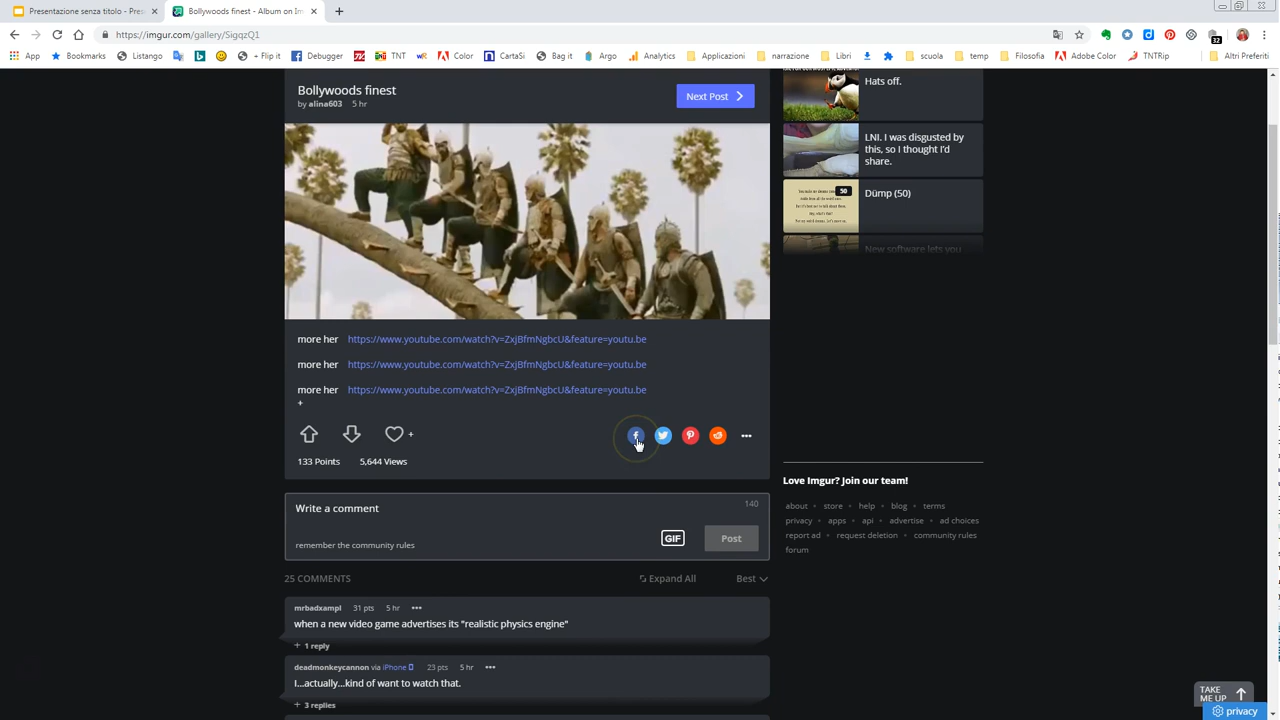 Presentazione senza titolo - Pres
Bollywoods finest - Album on Im
https://imgur.com/gallery/SigqzQ1
App
Bookmarks
Listango
+ Flip it
Debugger
TNT
Color
CartaSi
Bag it
Argo
Analytics
Applicazioni
narrazione
Libri
scuola
temp
Filosofia
Adobe Color
TNTRip
Altri Preferiti
Bollywoods finest
by alina603 5 hr
Next Post
Hats off.
LNI. I was disgusted by
this, so I thought I'd
share.
50
Dümp (50)
New software lets you
more her https://www.youtube.com/watch?v=ZxjBfmNgbcU&feature=youtu.be
more her https://www.youtube.com/watch?v=ZxjBfmNgbcU&feature=youtu.be
more her https://www.youtube.com/watch?v=ZxjBfmNgbcU&feature=youtu.be
+
+
133 Points 5,644 Views
Write a comment
140
remember the community rules
GIF
Post
Love Imgur? Join our team!
about • store • help • blog • terms
privacy • apps • api • advertise • ad choices
report ad • request deletion • community rules
forum
25 COMMENTS
Expand All
Best
mrbadxampl 31 pts 5 hr •••
when a new video game advertises its "realistic physics engine"
+ 1 reply
deadmonkeycannon via iPhone 23 pts 5 hr •••
I...actually...kind of want to watch that.
+ 3 replies
TAKE
ME UP
privacy